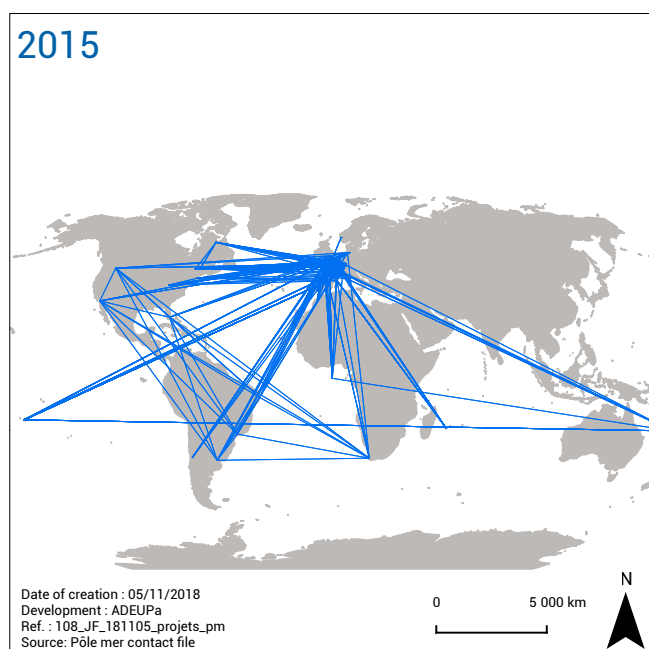 2015
Date of creation : 05/11/2018
Development : ADEUPa
Ref. : 108_JF_181105_projets_pm
Source: Pôle mer contact file
0 5 000 km
N